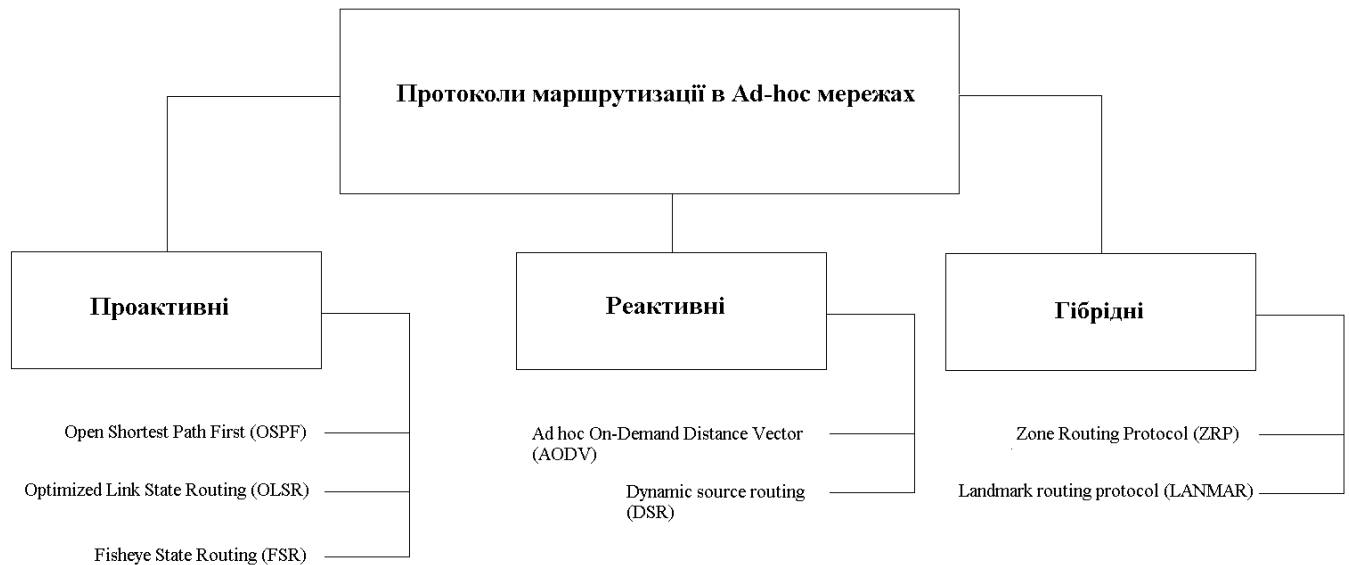 Протоколи маршрутизації в Ad-hoc мережах
Проактивні
Open Shortest Path First (OSPF)
Optimized Link State Routing (OLSR)
Fisheye State Routing (FSR)
Реактивні
Ad hoc On-Demand Distance Vector
(AODV)
Dynamic source routing
(DSR)
Гібрідні
Zone Routing Protocol (ZRP)
Landmark routing protocol (LANMAR)